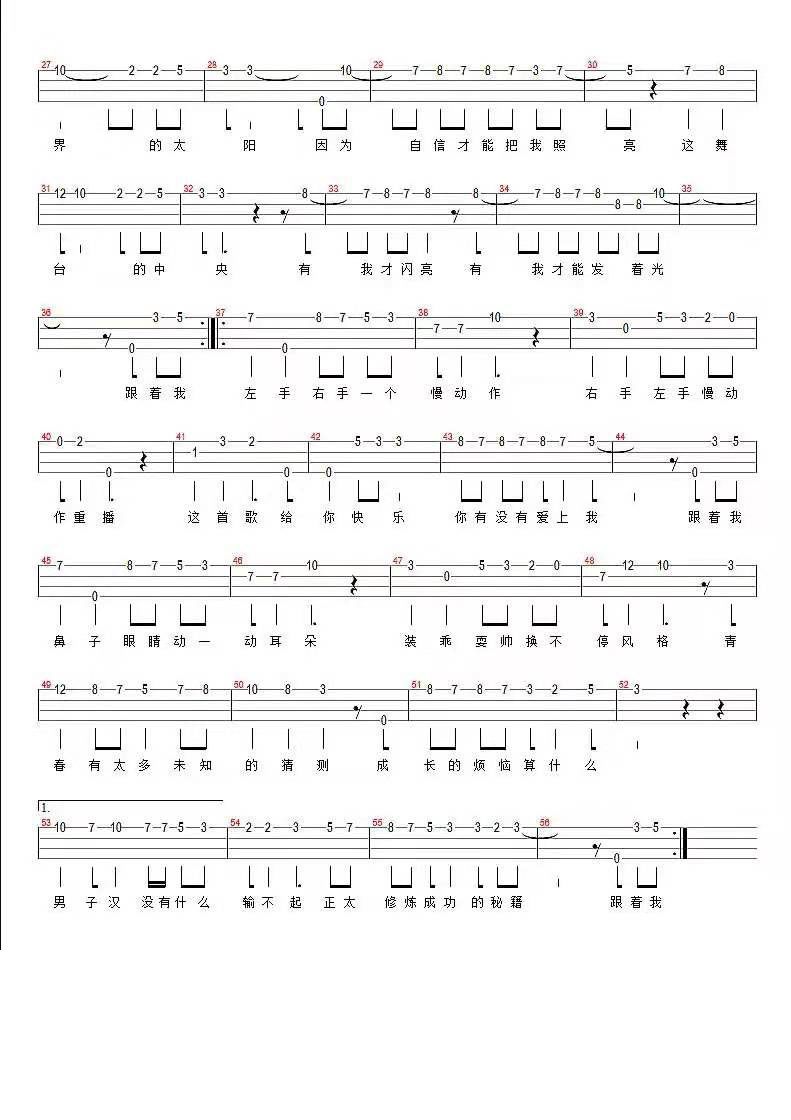 27 28 29 30
10 2 2 5 3 3 0 10 7 8 7 8 7 3 7 5 7 8
界 的太 阳 因为 自信才能把我照 亮 这舞
31 32 33 34 35
12 10 2 2 5 3 3 8 7 8 7 8 8 7 8 7 8 8 8 10
台 的中 央 有 我才闪亮有 我才能发着光
36 37 38 39
0 3 5 7 0 8 7 5 3 7 7 10 3 0 5 3 2 0
跟着我 左手右手一个 慢动作 右手左手慢动
40 41 42 43 44
0 2 0 1 3 2 0 0 5 3 3 8 7 8 7 8 7 5 0 3 5
作重播 这首歌给你快乐 你有没有爱上我 跟着我
45 46 47 48
7 0 8 7 5 3 7 7 10 3 0 5 3 2 0 7 12 10 3
鼻子眼睛动一动耳朵 装乖耍帅换不停风格 青
49 50 51 52
12 8 7 5 7 8 10 8 3 0 8 7 8 7 3 2 5 3
春有太多未知的猜测 成长的烦恼算什么
1.
53 54 55 56
10 7 10 7 7 5 3 2 2 3 5 7 8 7 5 3 3 2 3 0 3 5
男子汉没有什么 输不起正太 修炼成功的秘籍 跟着我